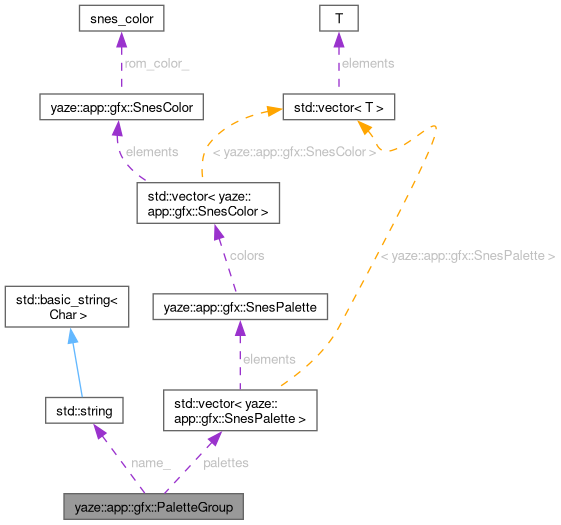 snes_color
T
rom_color_
elements
yaze::app::gfx::SnesColor
std::vector< T >
elements
< yaze::app::gfx::SnesColor >
std::vector< yaze::
app::gfx::SnesColor >
colors
< yaze::app::gfx::SnesPalette >
std::basic_string<
Char >
yaze::app::gfx::SnesPalette
elements
std::string
std::vector< yaze::
app::gfx::SnesPalette >
name_
palettes
yaze::app::gfx::PaletteGroup